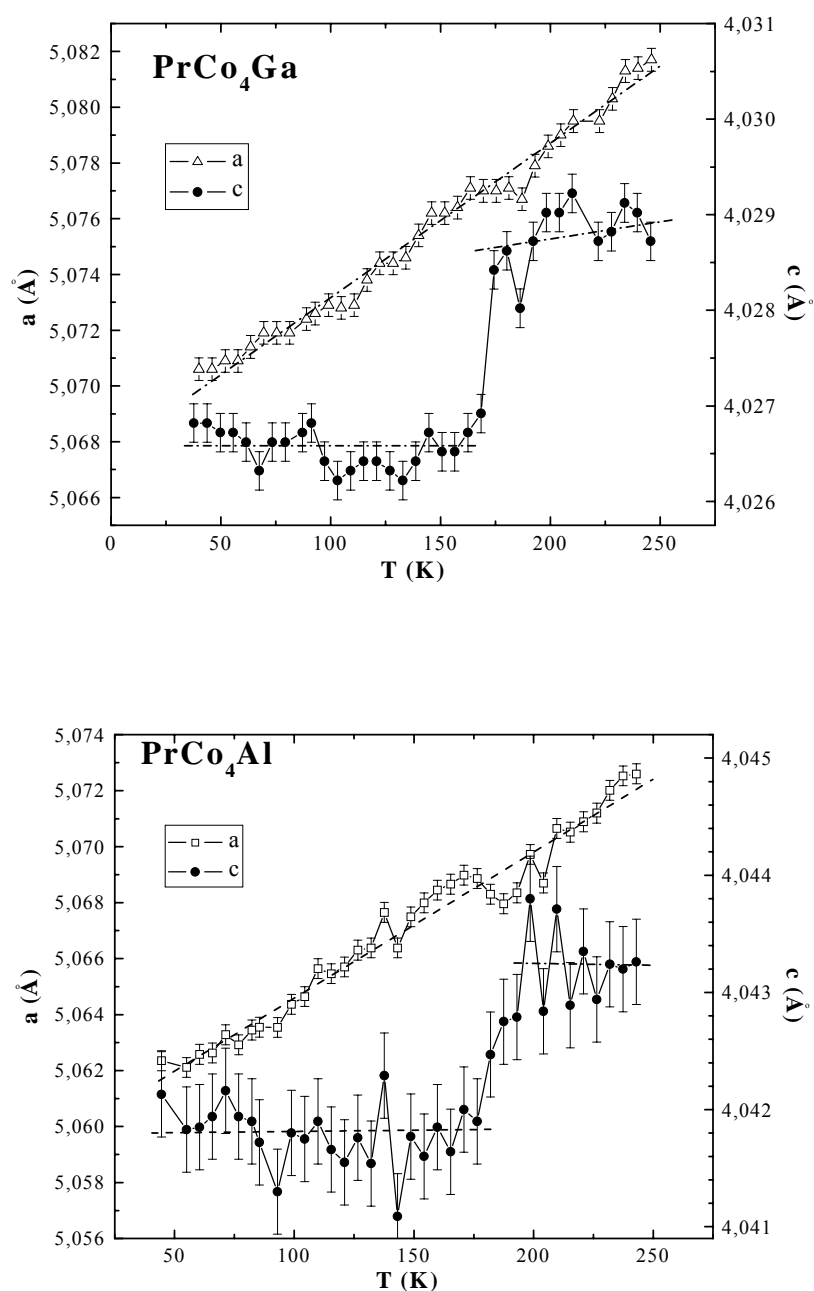 PrCo₄Ga
a
c
5,082
5,080
5,078
5,076
5,074
5,072
5,070
5,068
5,066
a (Å)
4,031
4,030
4,029
4,028
4,027
4,026
c (Å)
0 50 100 150 200 250
T (K)
PrCo₄Al
a
c
5,074
5,072
5,070
5,068
5,066
5,064
5,062
5,060
5,058
5,056
a (Å)
4,045
4,044
4,043
4,042
4,041
c (Å)
50 100 150 200 250
T (K)